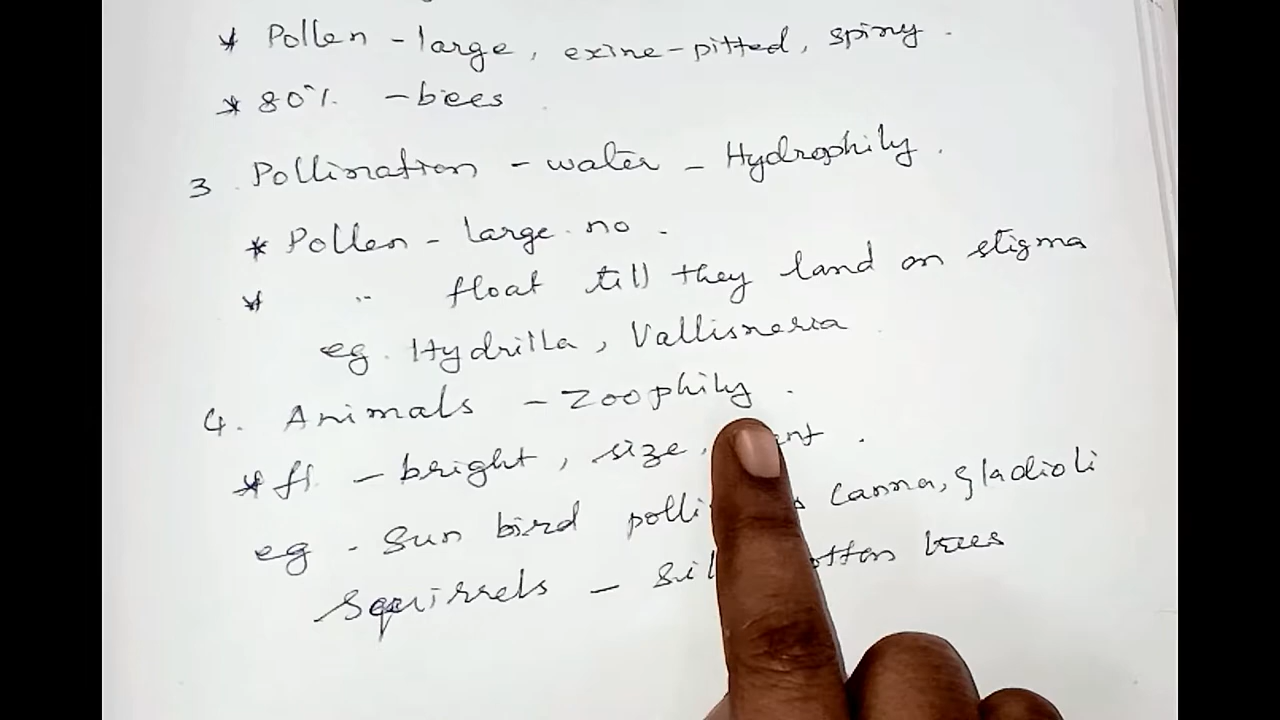 * Pollen - large, exine-pitted, spiny.
* 80% - bees
3. Pollination - water - Hydrophily.
* Pollen - large no.
* " float till they land on stigma
eg. Hydrilla, Vallisneria
4. Animals - Zoophily.
* fl. - bright, size,
eg - Sun bird Canna, gladioli
Squirrels - trees